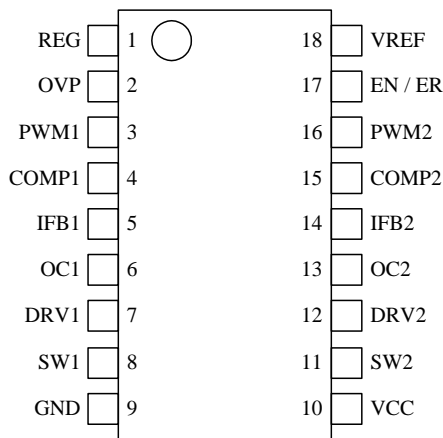 REG 1 18 VREF
OVP 2 17 EN / ER
PWM1 3 16 PWM2
COMP1 4 15 COMP2
IFB1 5 14 IFB2
OC1 6 13 OC2
DRV1 7 12 DRV2
SW1 8 11 SW2
GND 9 10 VCC